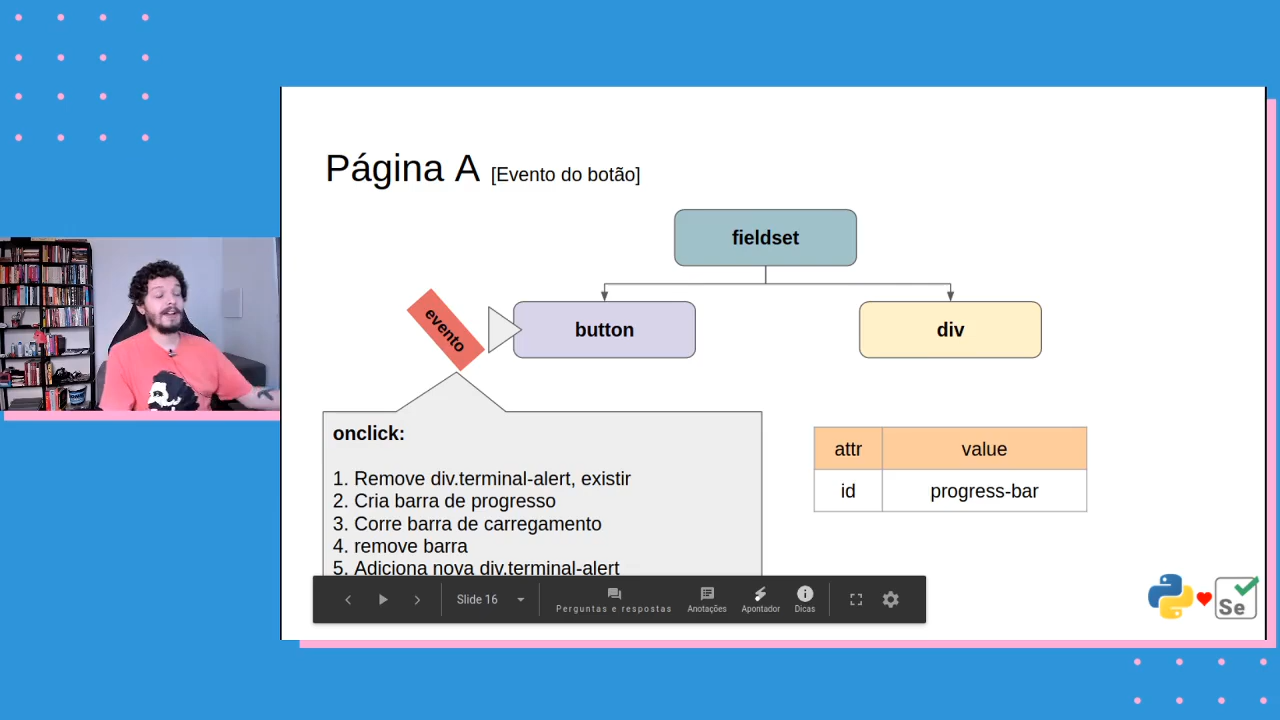 Página A [Evento do botão]
fieldset
evento
button
div
onclick:
1. Remove div.terminal-alert, existir
2. Cria barra de progresso
3. Corre barra de carregamento
4. remove barra
5. Adiciona nova div.terminal-alert
attr value
id progress-bar
Slide 16
Perguntas e respostas
Anotações
Apontador
Dicas
Se